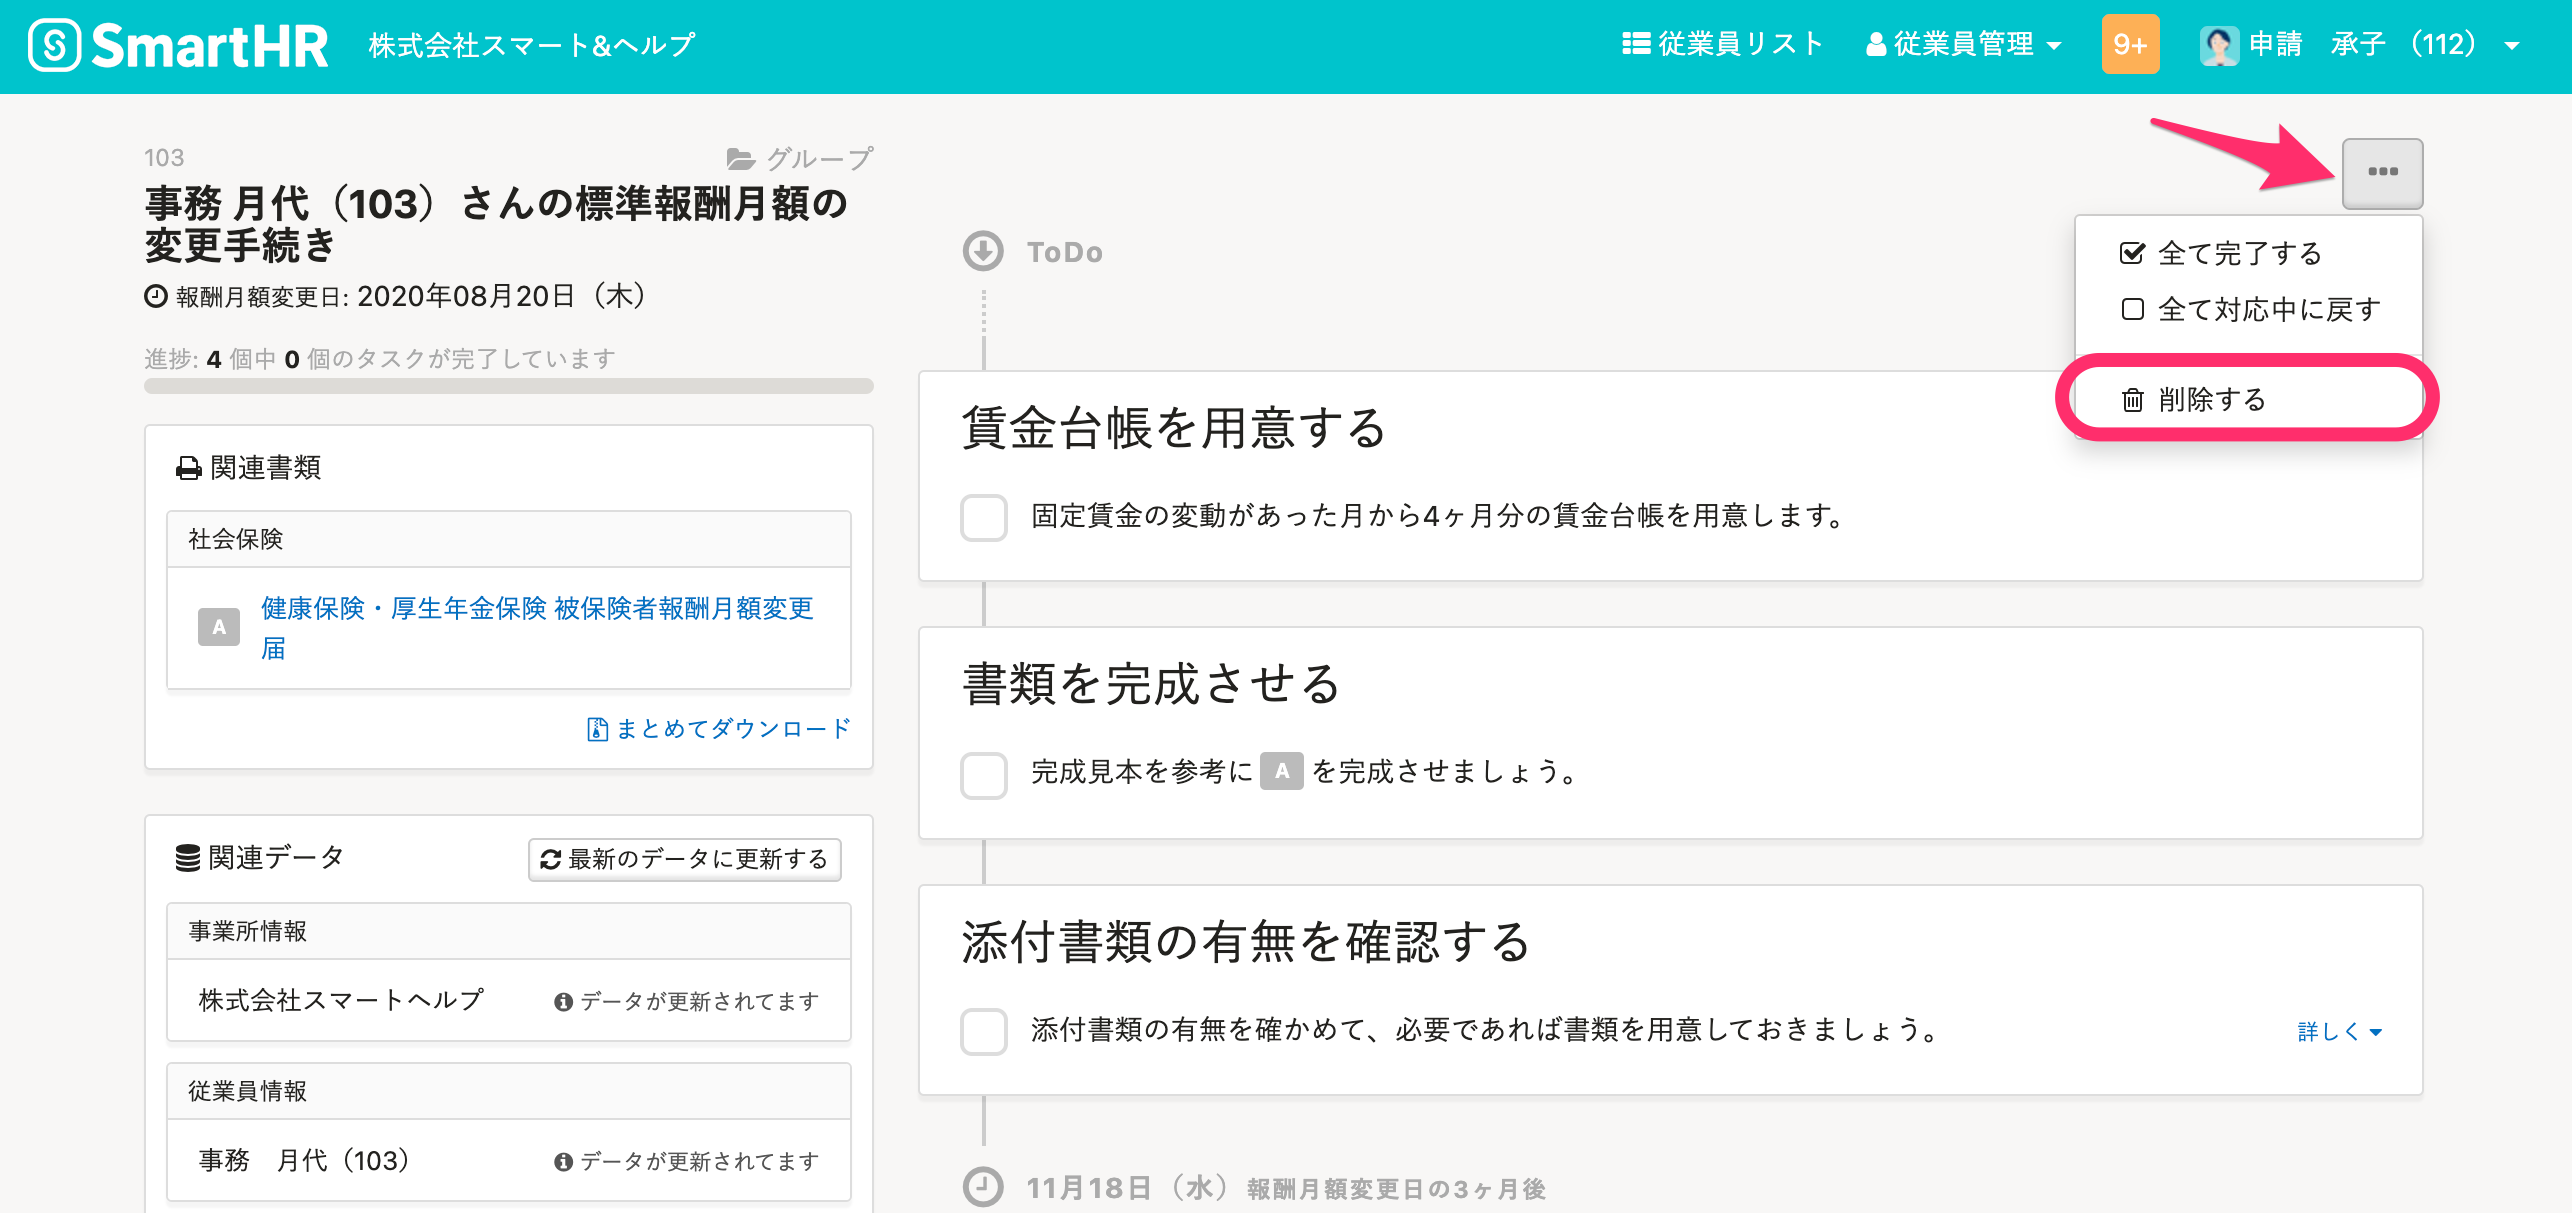 SmartHR 株式会社スマート&ヘルプ 従業員リスト 従業員管理 9+ 申請 承子 （112）
103 グループ
事務 月代（103）さんの標準報酬月額の
変更手続き
報酬月額変更日: 2020年08月20日（木）
進捗: 4 個中 0 個のタスクが完了しています
関連書類
社会保険
A 健康保険・厚生年金保険 被保険者報酬月額変更
届
まとめてダウンロード
関連データ 最新のデータに更新する
事業所情報
株式会社スマートヘルプ データが更新されてます
従業員情報
事務 月代（103） データが更新されてます
全て完了する
全て対応中に戻す
削除する
ToDo
賃金台帳を用意する
固定賃金の変動があった月から4ヶ月分の賃金台帳を用意します。
書類を完成させる
完成見本を参考に A を完成させましょう。
添付書類の有無を確認する
添付書類の有無を確かめて、必要であれば書類を用意しておきましょう。 詳しく
11月18日（水）報酬月額変更日の3ヶ月後